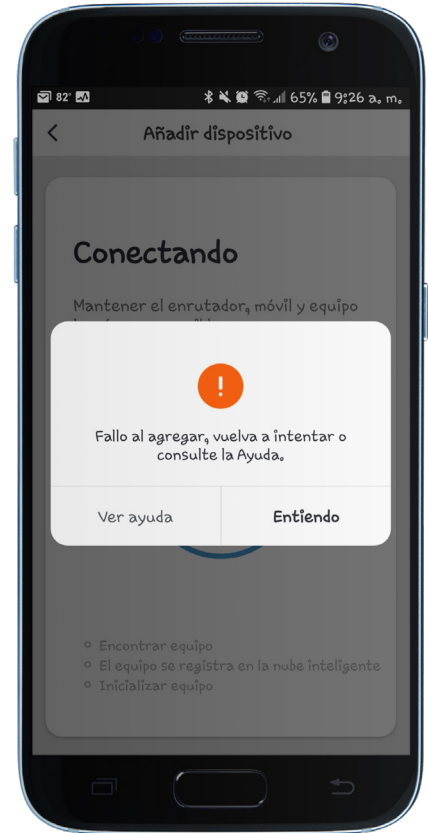 82° 65% 9:26 a. m.
Añadir dispositivo
Conectando
Mantener el enrutador, móvil y equipo
Fallo al agregar, vuelva a intentar o
consulte la Ayuda.
Ver ayuda Entiendo
Encontrar equipo
El equipo se registra en la nube inteligente
Inicializar equipo